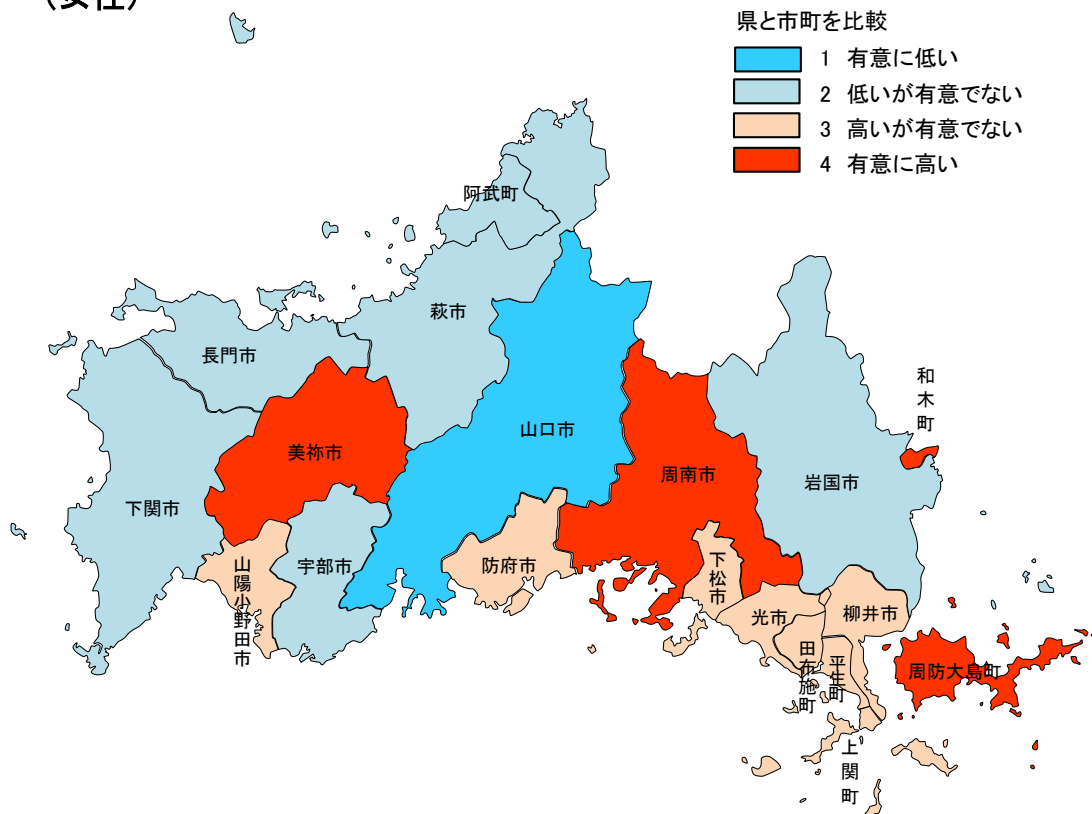 （女性）
県と市町を比較
1 有意に低い
2 低いが有意でない
3 高いが有意でない
4 有意に高い
阿武町
萩市
長門市
和木町
山口市
美祢市
周南市
岩国市
下関市
宇部市
防府市
山陽小野田市
下松市
光市
柳井市
田布施町
平生町
周防大島町
上関町